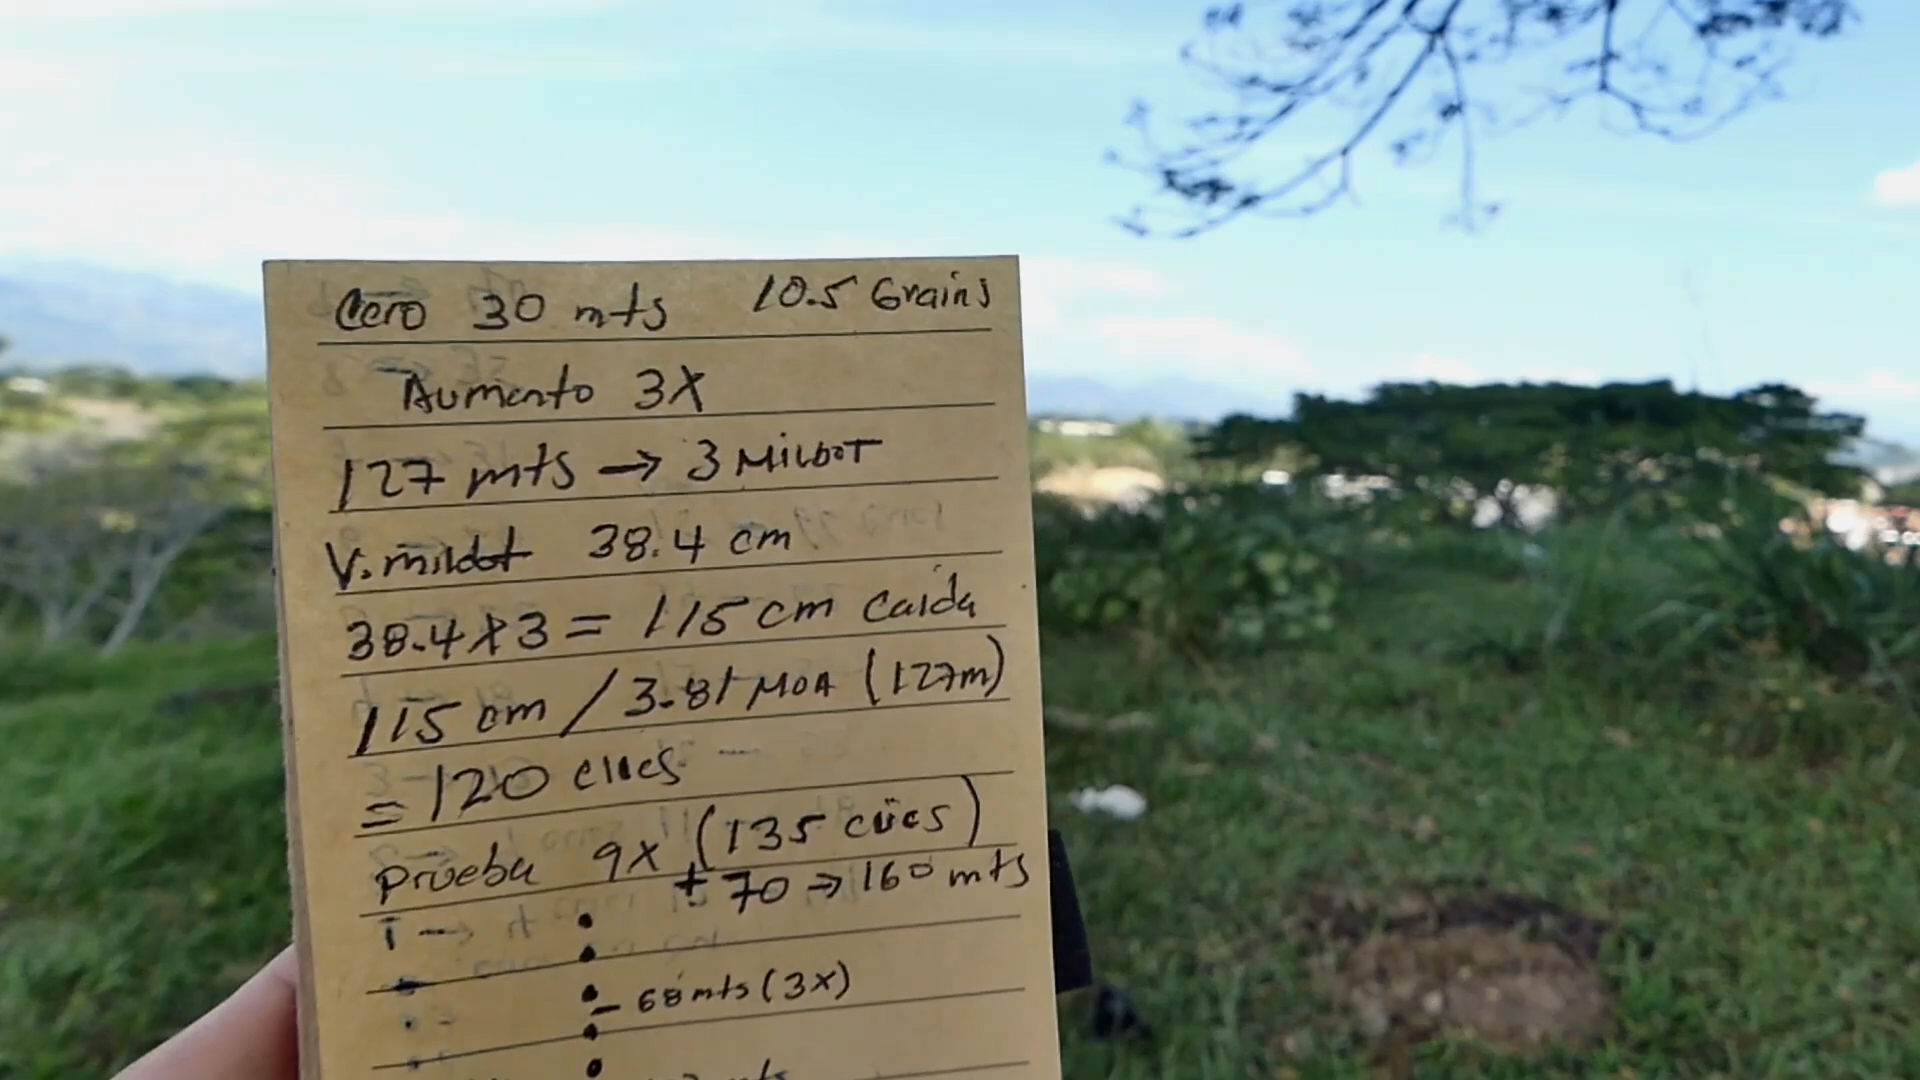 Cero 30 mts 10.5 Grains
Aumento 3X
127 mts → 3 MilDOT
V. mildot 38.4 cm
38.4 x 3 = 115 cm Caida
115 cm / 3.81 MOA (127m)
= 120 clics
Prueba 9x (135 clics)
+ 70 → 160 mts
- 68 mts (3x)
mts